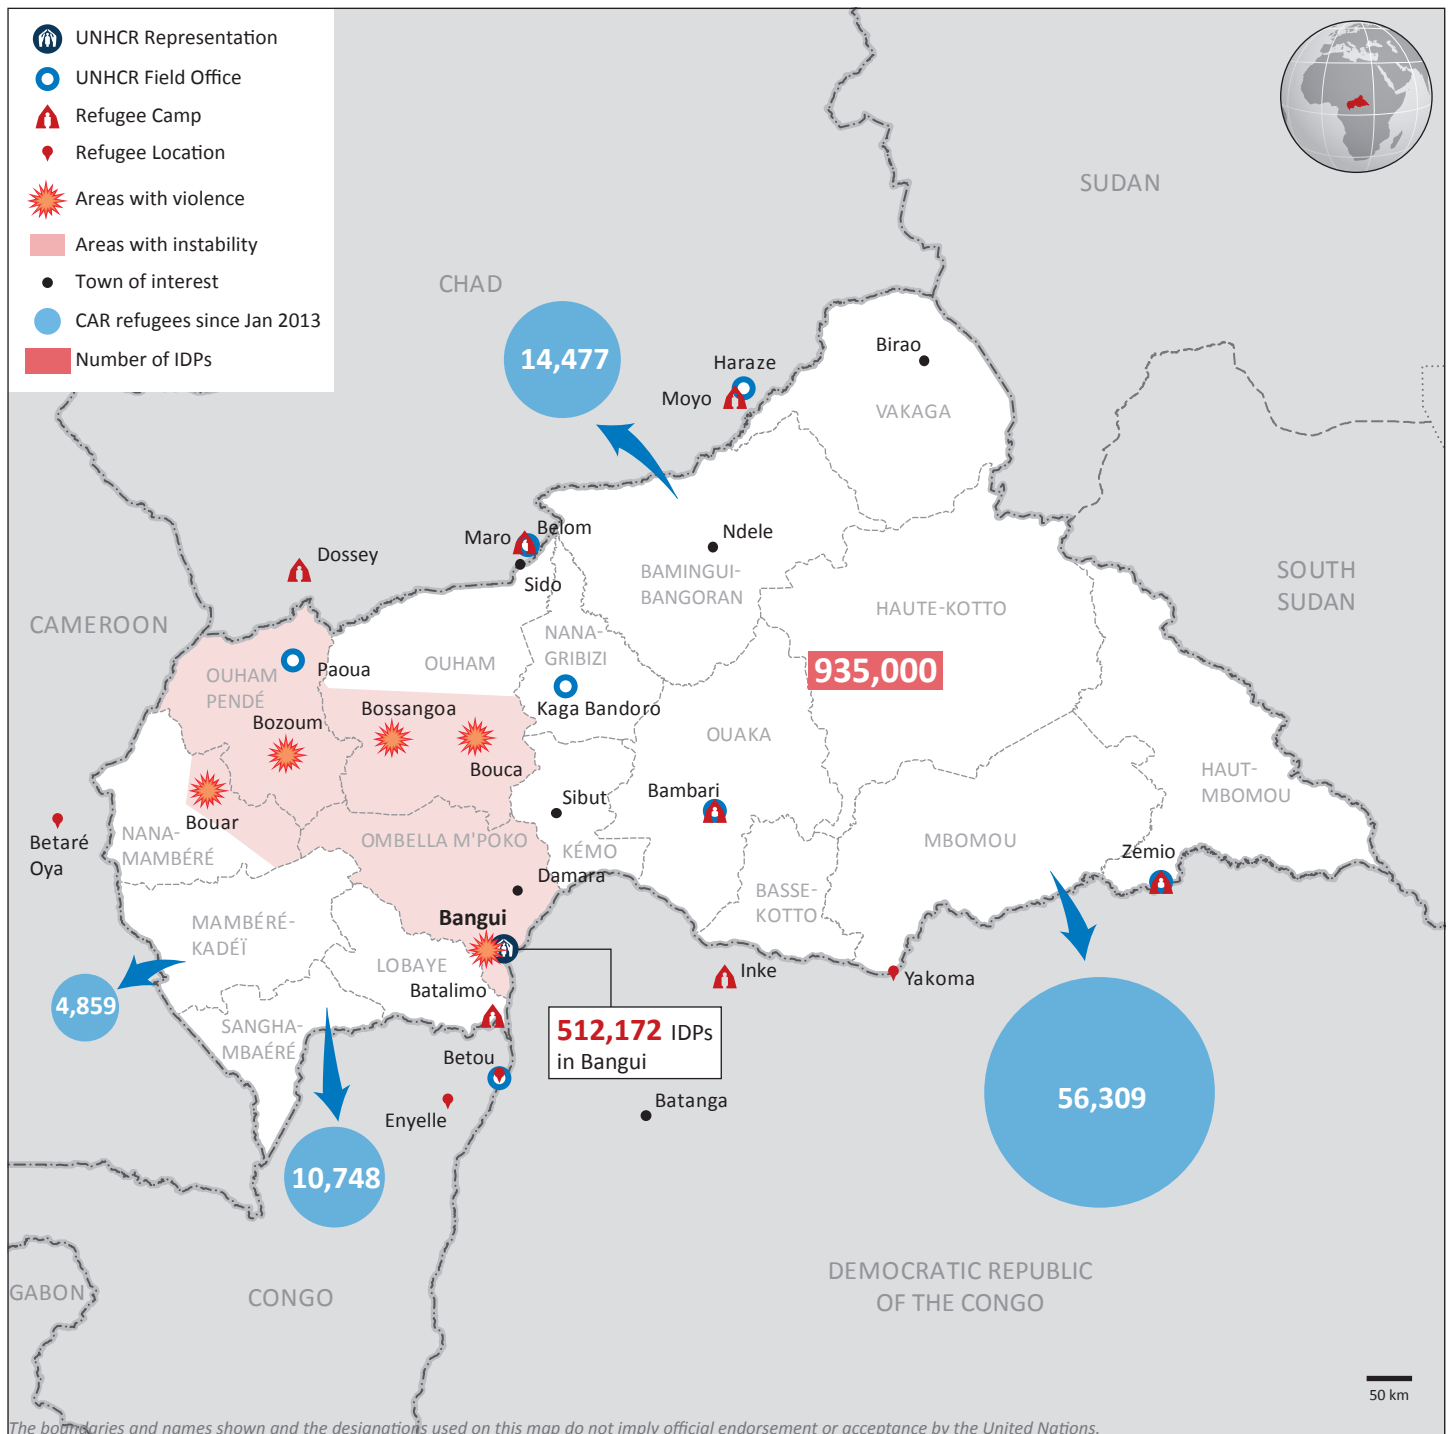 UNHCR Representation
UNHCR Field Office
Refugee Camp
Refugee Location
Areas with violence
Areas with instability
Town of interest
CAR refugees since Jan 2013
Number of IDPs
SUDAN
CHAD
14,477
Haraze
Moyo
Birao
VAKAGA
Maro
Belom
Sido
Ndele
BAMINGUI-
BANGORAN
Dossey
CAMEROON
SOUTH
SUDAN
HAUTE-KOTTO
NANA-
GRIBIZI
OUHAM
OUHAM
PENDÉ
Paoua
935,000
Kaga Bandoro
Bossangoa
Bozoum
Bouca
OUAKA
HAUT-
MBOMOU
Bambari
Sibut
Bouar
Betaré
Oya
NANA-
MAMBÉRÉ
OMBELLA M'POKO
KÉMO
MBOMOU
Zemio
Damara
BASSE-
KOTTO
MBÉRÉ-
KADÉÏ
Bangui
LOBAYE
Batalimo
Inke
Yakoma
4,859
SANGHA-
MBAÉRÉ
512,172 IDPs
in Bangui
Betou
Enyelle
Batanga
56,309
10,748
GABON
CONGO
DEMOCRATIC REPUBLIC
OF THE CONGO
50 km
The boundaries and names shown and the designations used on this map do not imply official endorsement or acceptance by the United Nations.